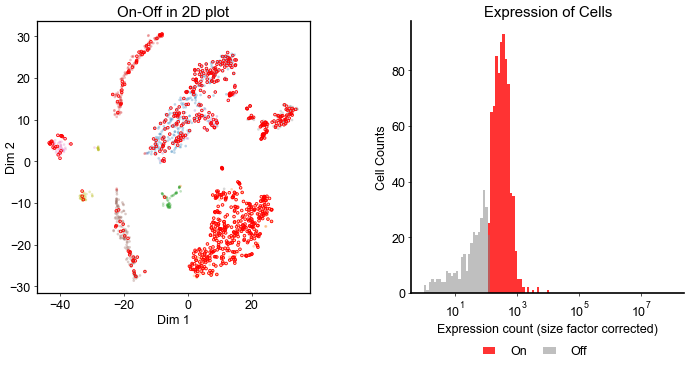 On-Off in 2D plot
30
20
10
0
−10
−20
−30
−40
−20
0
20
Dim 2
Dim 1
Expression of Cells
80
60
40
20
0
10^1
10^3
10^5
10^7
Cell Counts
Expression count (size factor corrected)
On Off